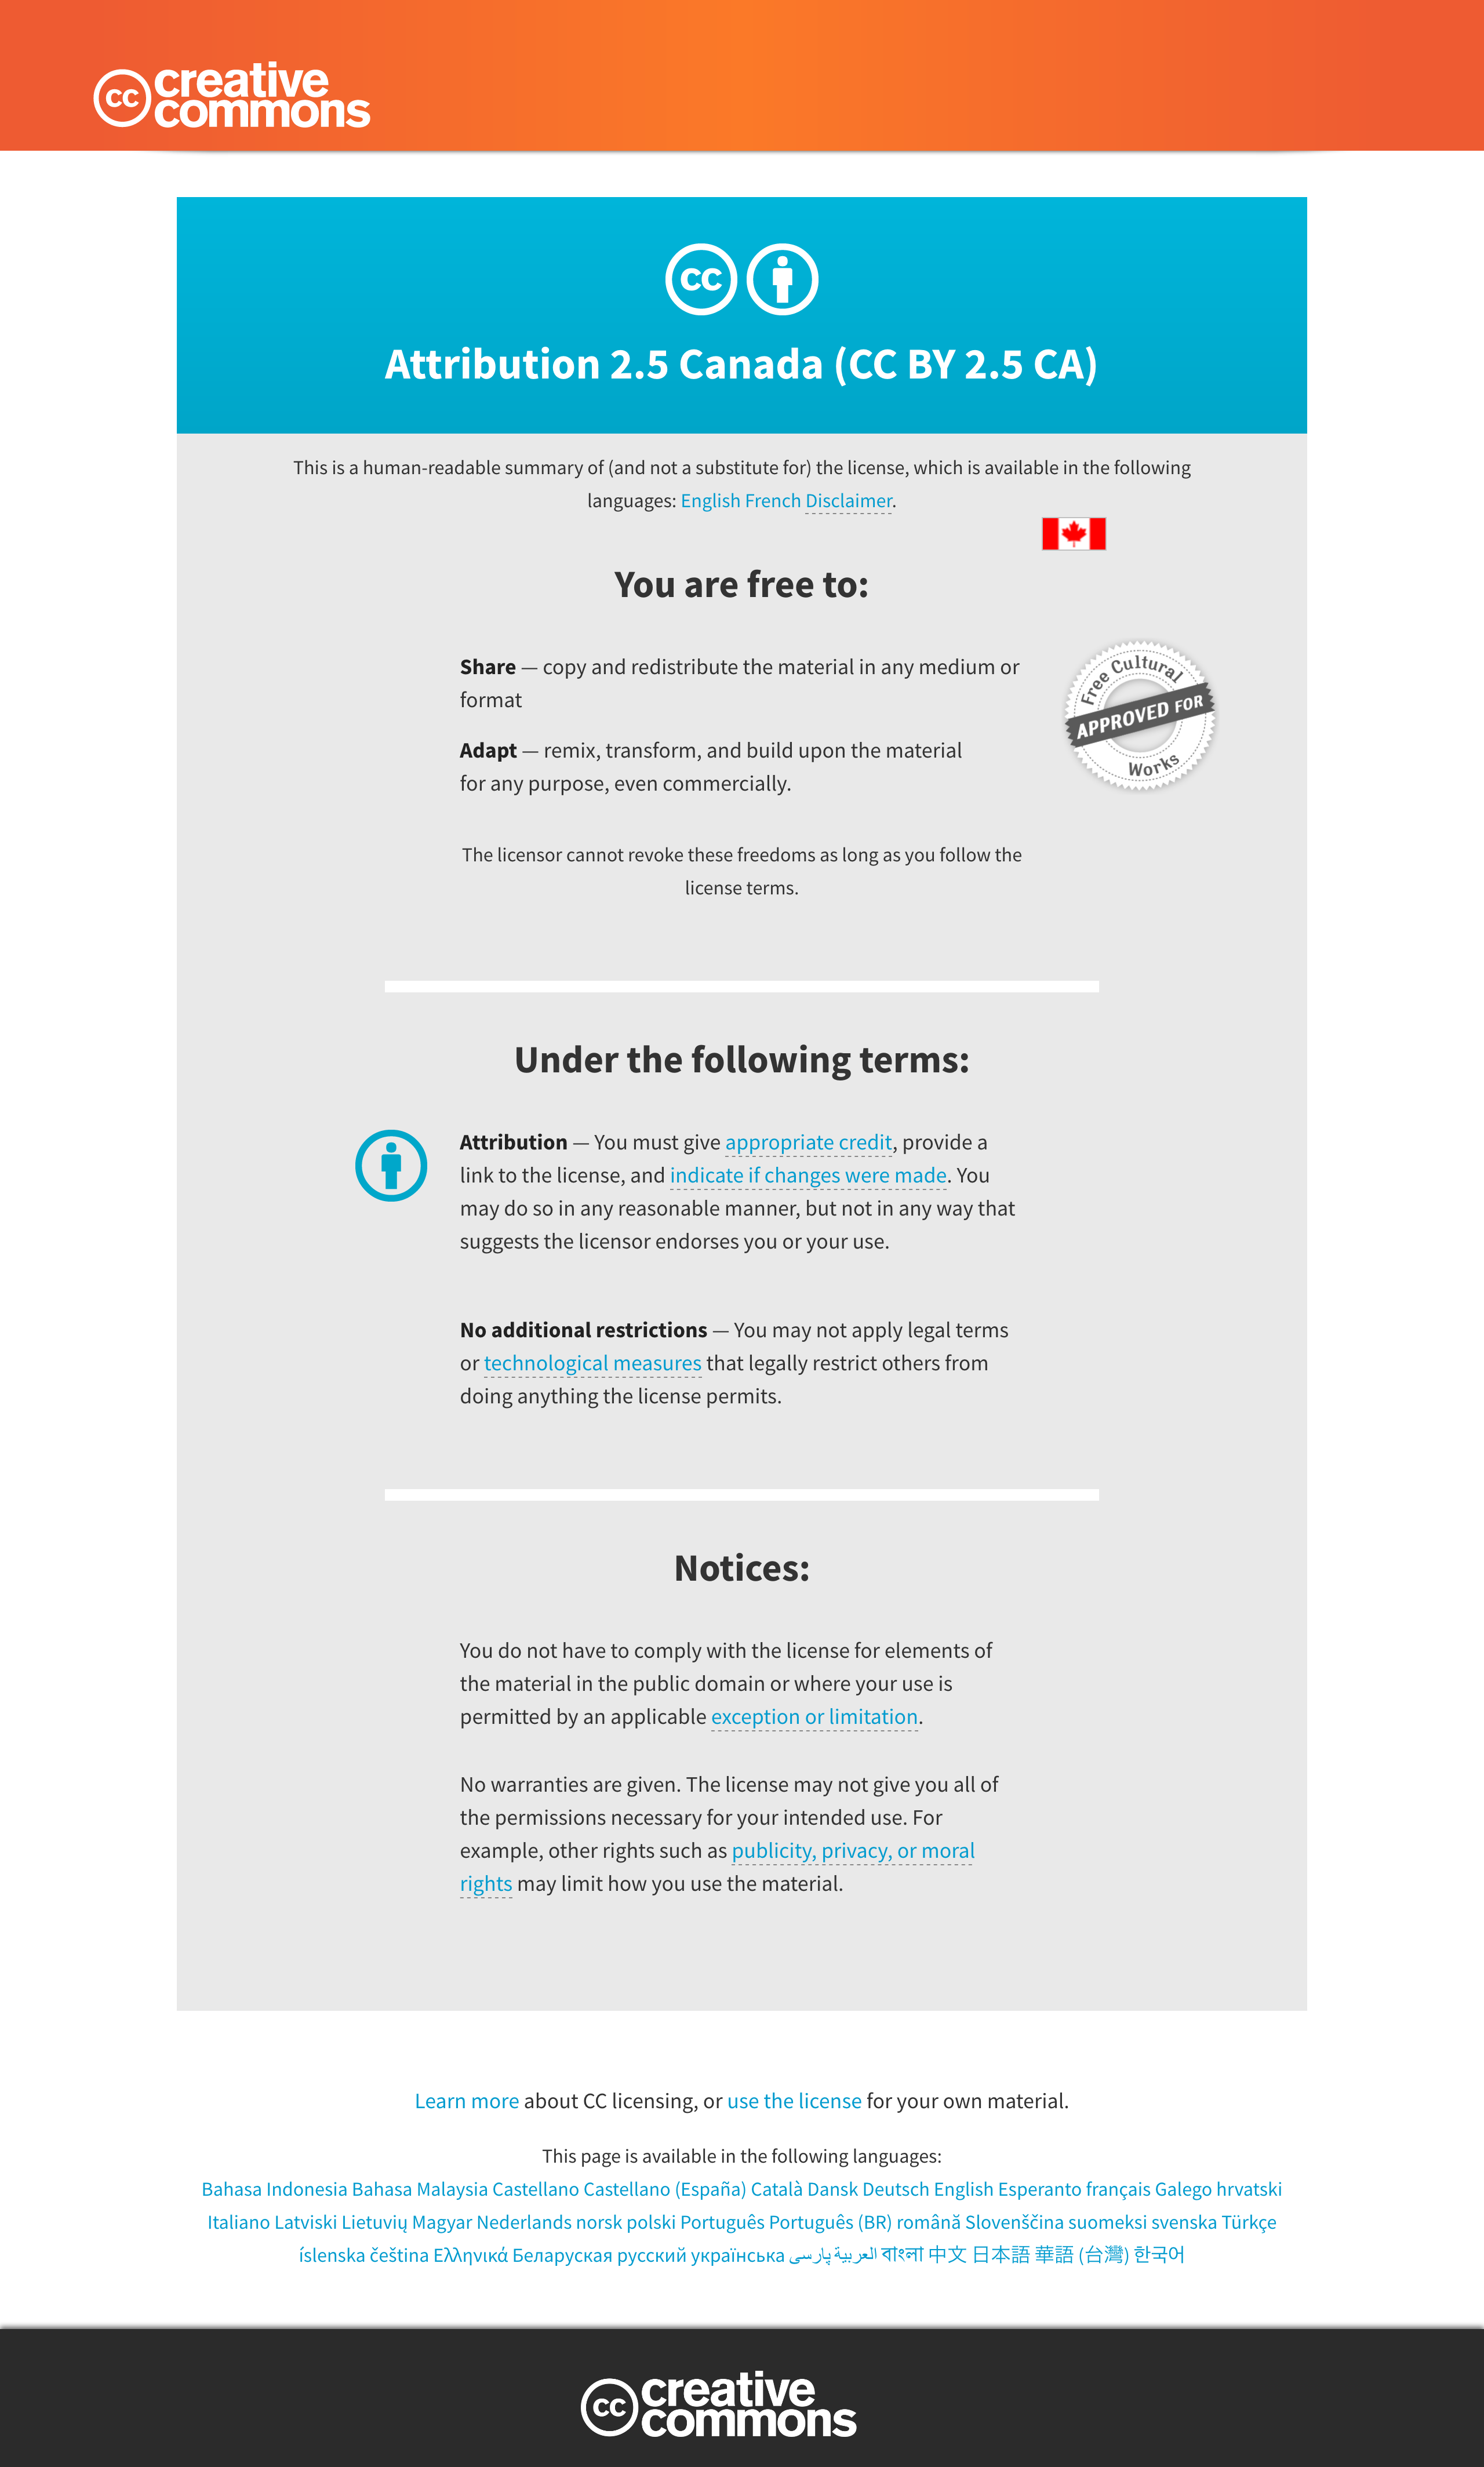 cc creative
commons
cc
Attribution 2.5 Canada (CC BY 2.5 CA)
This is a human-readable summary of (and not a substitute for) the license, which is available in the following
languages: English French Disclaimer.
You are free to:
Share — copy and redistribute the material in any medium or
format
Adapt — remix, transform, and build upon the material
for any purpose, even commercially.
Free Cultural
APPROVED FOR
Works
The licensor cannot revoke these freedoms as long as you follow the
license terms.
Under the following terms:
Attribution — You must give appropriate credit, provide a
link to the license, and indicate if changes were made. You
may do so in any reasonable manner, but not in any way that
suggests the licensor endorses you or your use.
No additional restrictions — You may not apply legal terms
or technological measures that legally restrict others from
doing anything the license permits.
Notices:
You do not have to comply with the license for elements of
the material in the public domain or where your use is
permitted by an applicable exception or limitation.
No warranties are given. The license may not give you all of
the permissions necessary for your intended use. For
example, other rights such as publicity, privacy, or moral
rights may limit how you use the material.
Learn more about CC licensing, or use the license for your own material.
This page is available in the following languages:
Bahasa Indonesia Bahasa Malaysia Castellano Castellano (España) Català Dansk Deutsch English Esperanto français Galego hrvatski
Italiano Latviski Lietuvių Magyar Nederlands norsk polski Português Português (BR) română Slovenščina suomeksi svenska Türkçe
íslenska čeština Ελληνικά Беларуская русский українська العربية پارسی বাংলা 中文 日本語 華語 (台灣) 한국어
cc creative
commons